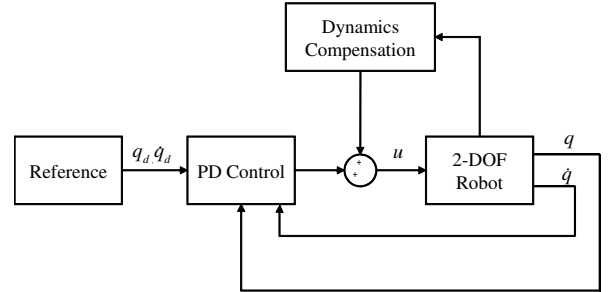 Dynamics
Compensation
Reference
q_d, q̇_d
PD Control
+
+
u
2-DOF
Robot
q
q̇